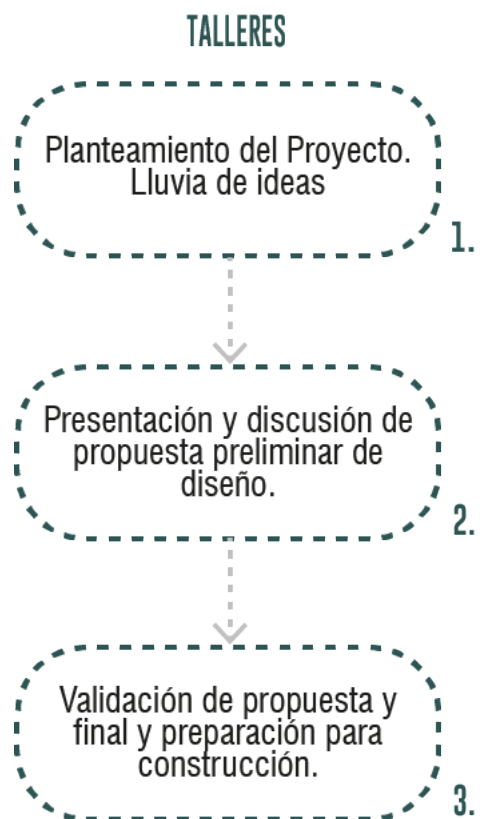 TALLERES
Planteamiento del Proyecto.
Lluvia de ideas
1.
Presentación y discusión de
propuesta preliminar de
diseño.
2.
Validación de propuesta y
final y preparación para
construcción.
3.